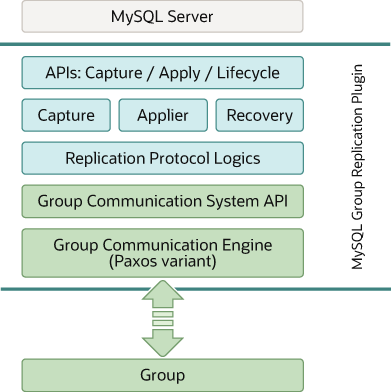 MySQL Server
APIs: Capture / Apply / Lifecycle
Capture
Applier
Recovery
Replication Protocol Logics
Group Communication System API
Group Communication Engine
(Paxos variant)
MySQL Group Replication Plugin
Group